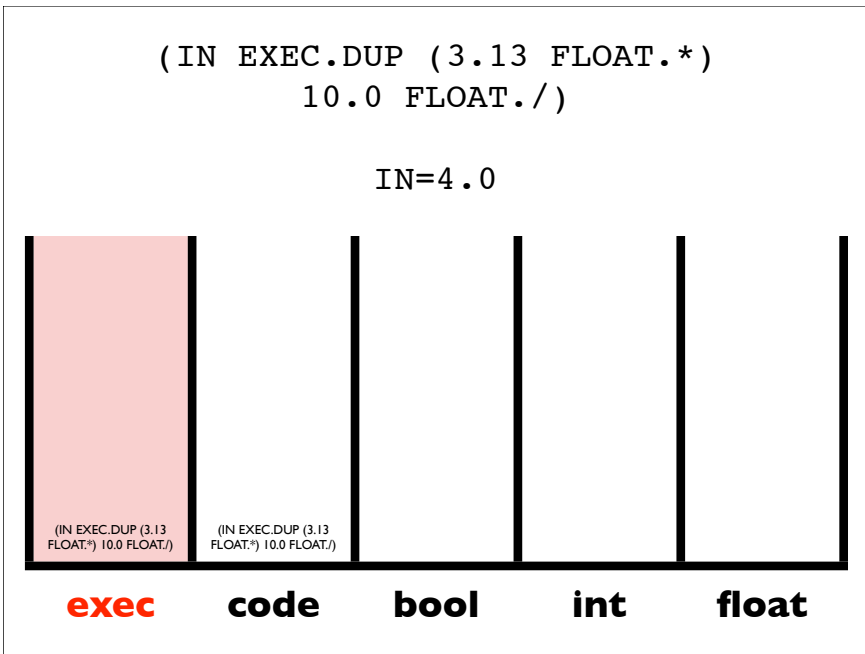 (IN EXEC.DUP (3.13 FLOAT.*)
10.0 FLOAT./)
IN=4.0
(IN EXEC.DUP (3.13
FLOAT.*) 10.0 FLOAT./)
(IN EXEC.DUP (3.13
FLOAT.*) 10.0 FLOAT./)
exec
code
bool
int
float